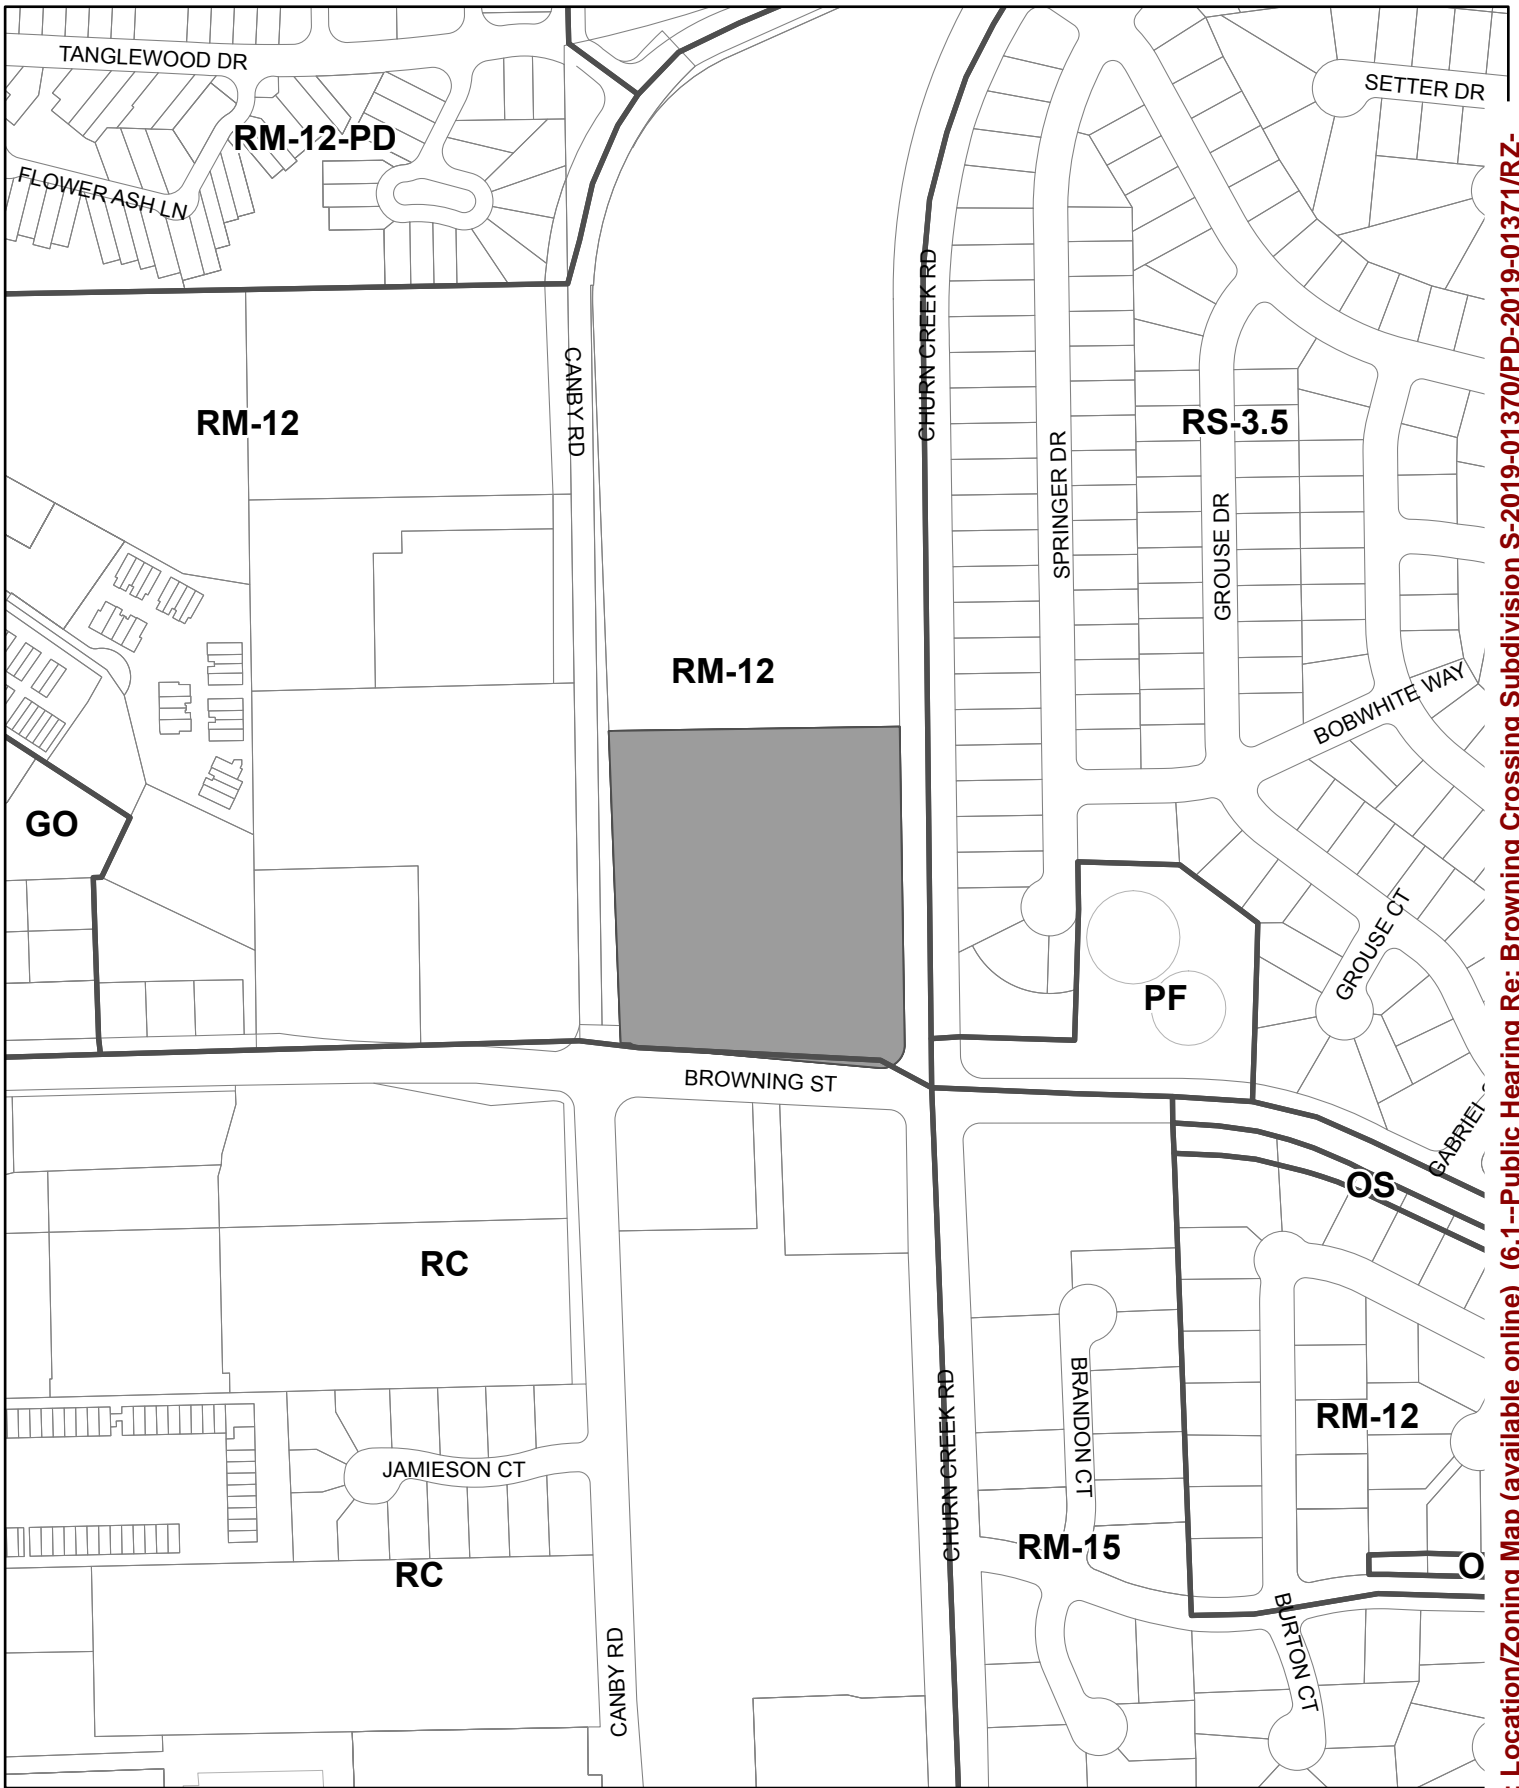 TANGLEWOOD DR
SETTER DR
RM-12-PD
FLOWER ASH LN
CHURN CREEK RD
CANBY RD
RM-12
RS-3.5
SPRINGER DR
GROUSE DR
RM-12
BOBWHITE WAY
GO
GROUSE CT
PF
BROWNING ST
GABRIEL
OS
RC
BRANDON CT
CHURN CREEK RD
RM-12
JAMIESON CT
RM-15
RC
O
BURTON CT
CANBY RD
: Location/Zoning Map (available online) (6.1--Public Hearing Re: Browning Crossing Subdivision S-2019-01370/PD-2019-01371/RZ-